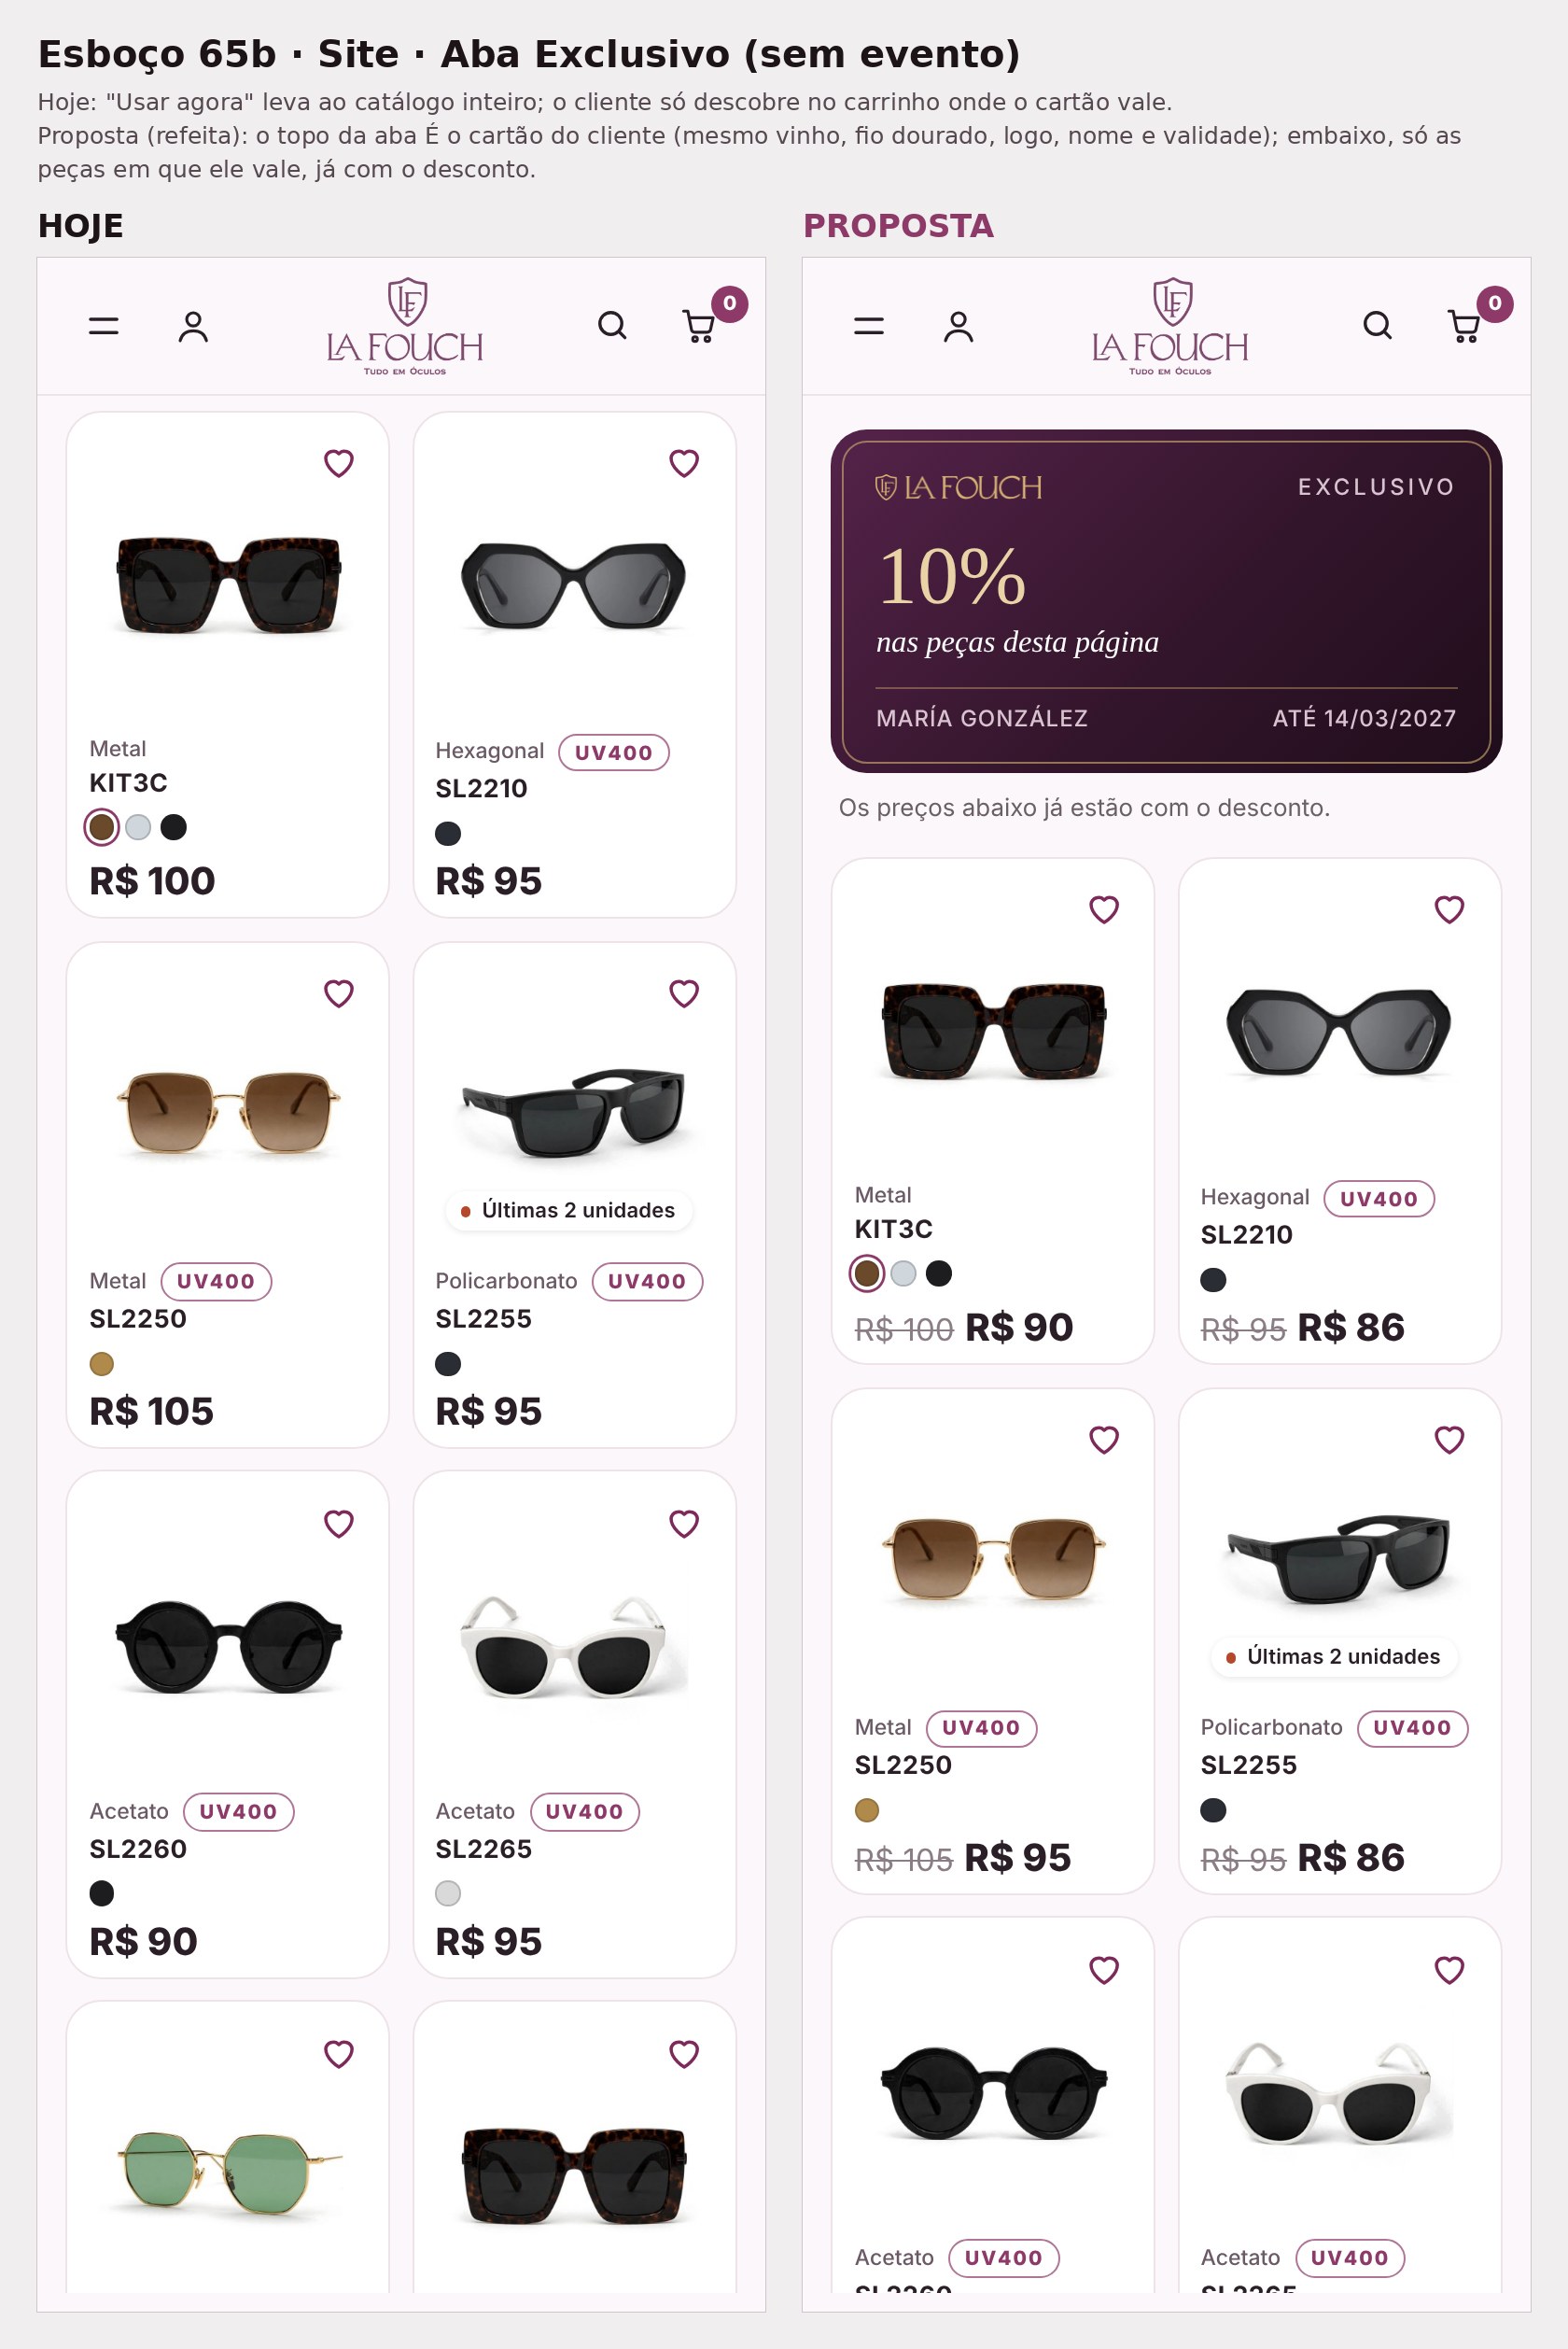 Esboço 65b · Site · Aba Exclusivo (sem evento)
Hoje: "Usar agora" leva ao catálogo inteiro; o cliente só descobre no carrinho onde o cartão vale.
Proposta (refeita): o topo da aba É o cartão do cliente (mesmo vinho, fio dourado, logo, nome e validade); embaixo, só as
peças em que ele vale, já com o desconto.
HOJE
LF
0
LA FOUCH
TUDO EM ÓCULOS
Metal
KIT3C
R$ 100
Hexagonal UV400
SL2210
R$ 95
Metal UV400
SL2250
R$ 105
Últimas 2 unidades
Policarbonato UV400
SL2255
R$ 95
Acetato UV400
SL2260
R$ 90
Acetato UV400
SL2265
R$ 95
PROPOSTA
LF
0
LA FOUCH
TUDO EM ÓCULOS
LF LA FOUCH EXCLUSIVO
10%
nas peças desta página
MARÍA GONZÁLEZ ATÉ 14/03/2027
Os preços abaixo já estão com o desconto.
Metal
KIT3C
R$ 100 R$ 90
Hexagonal UV400
SL2210
R$ 95 R$ 86
Metal UV400
SL2250
R$ 105 R$ 95
Últimas 2 unidades
Policarbonato UV400
SL2255
R$ 95 R$ 86
Acetato UV400
SL2260
Acetato UV400
SL2265